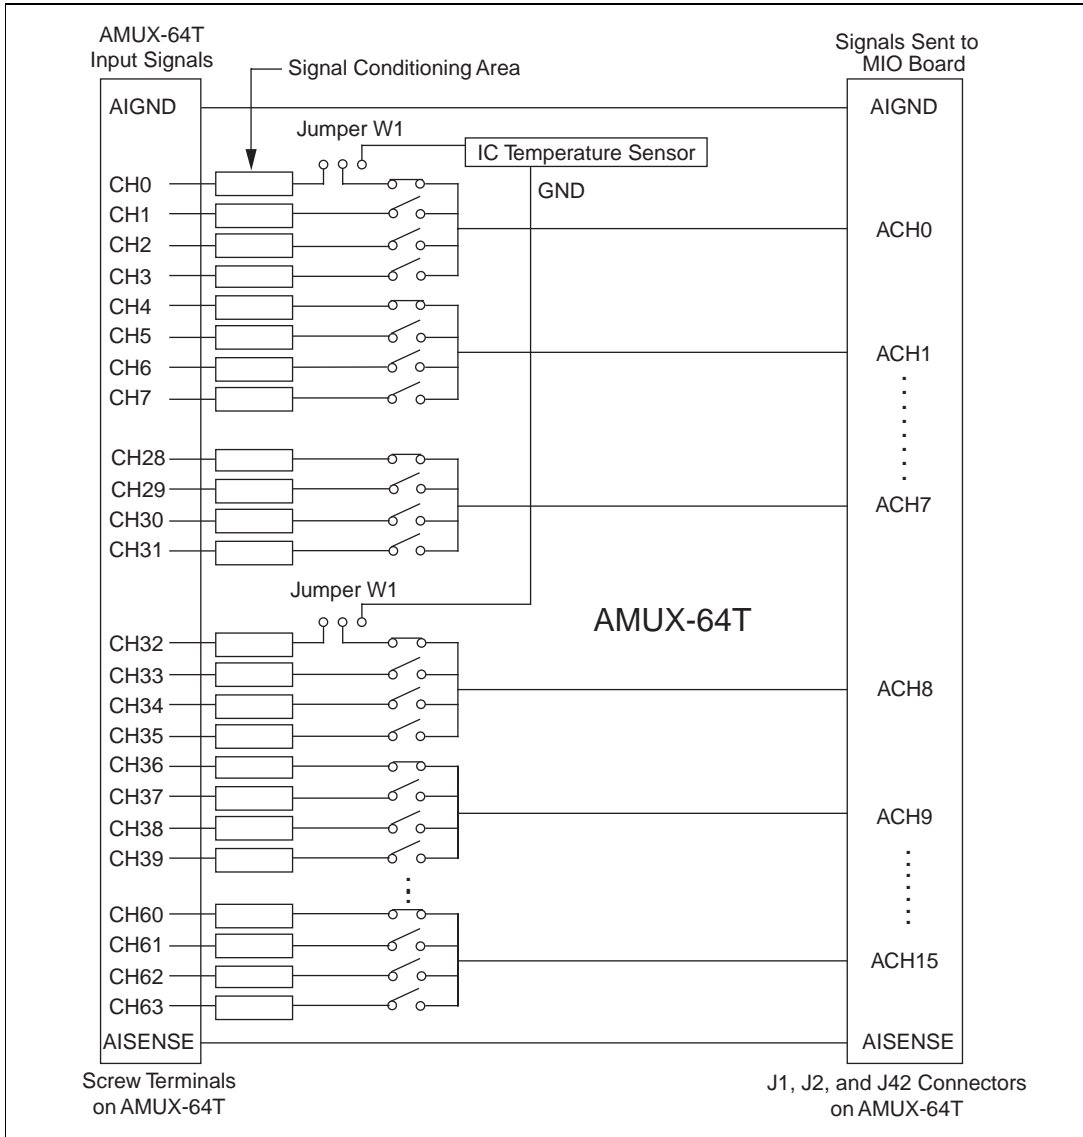 AMUX-64T
Input Signals
Signals Sent to
MIO Board
Signal Conditioning Area
AIGND
AIGND
Jumper W1
IC Temperature Sensor
GND
CH0
CH1
CH2
ACH0
CH3
CH4
CH5
ACH1
CH6
CH7
CH28
CH29
ACH7
CH30
CH31
Jumper W1
AMUX-64T
CH32
CH33
ACH8
CH34
CH35
CH36
CH37
ACH9
CH38
CH39
CH60
CH61
ACH15
CH62
CH63
AISENSE
AISENSE
Screw Terminals
on AMUX-64T
J1, J2, and J42 Connectors
on AMUX-64T